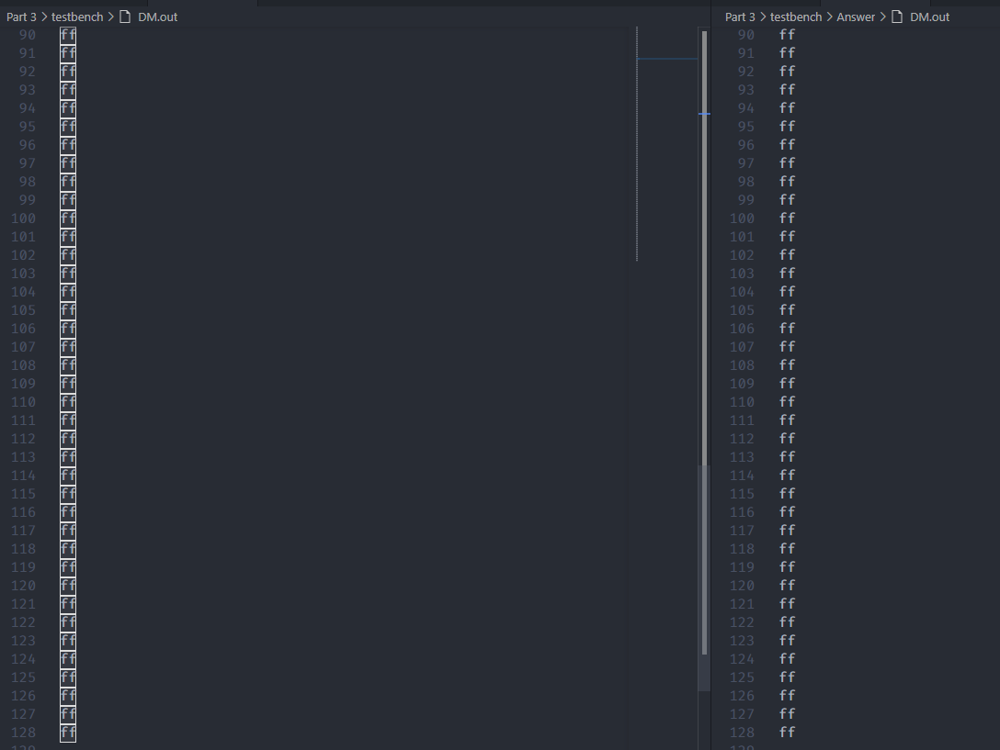 Part 3 > testbench > DM.out
90 ff
91 ff
92 ff
93 ff
94 ff
95 ff
96 ff
97 ff
98 ff
99 ff
100 ff
101 ff
102 ff
103 ff
104 ff
105 ff
106 ff
107 ff
108 ff
109 ff
110 ff
111 ff
112 ff
113 ff
114 ff
115 ff
116 ff
117 ff
118 ff
119 ff
120 ff
121 ff
122 ff
123 ff
124 ff
125 ff
126 ff
127 ff
128 ff
129
Part 3 > testbench > Answer > DM.out
90 ff
91 ff
92 ff
93 ff
94 ff
95 ff
96 ff
97 ff
98 ff
99 ff
100 ff
101 ff
102 ff
103 ff
104 ff
105 ff
106 ff
107 ff
108 ff
109 ff
110 ff
111 ff
112 ff
113 ff
114 ff
115 ff
116 ff
117 ff
118 ff
119 ff
120 ff
121 ff
122 ff
123 ff
124 ff
125 ff
126 ff
127 ff
128 ff
129